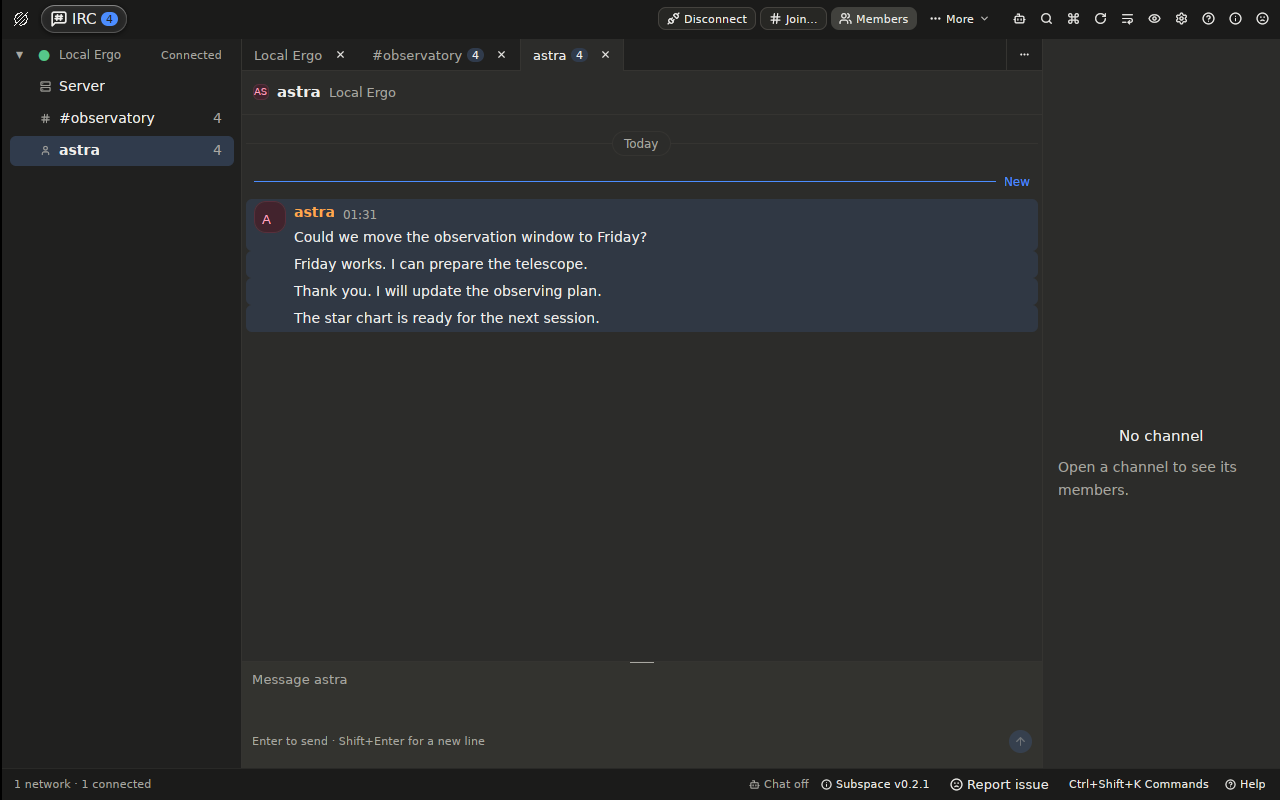 IRC 4
Disconnect
Join...
Members
More
Local Ergo Connected
Server
#observatory 4
astra 4
Local Ergo
#observatory 4
astra 4
AS astra Local Ergo
Today
New
A astra 01:31
Could we move the observation window to Friday?
Friday works. I can prepare the telescope.
Thank you. I will update the observing plan.
The star chart is ready for the next session.
No channel
Open a channel to see its
members.
Message astra
Enter to send · Shift+Enter for a new line
1 network · 1 connected
Chat off
Subspace v0.2.1
Report issue
Ctrl+Shift+K Commands
Help